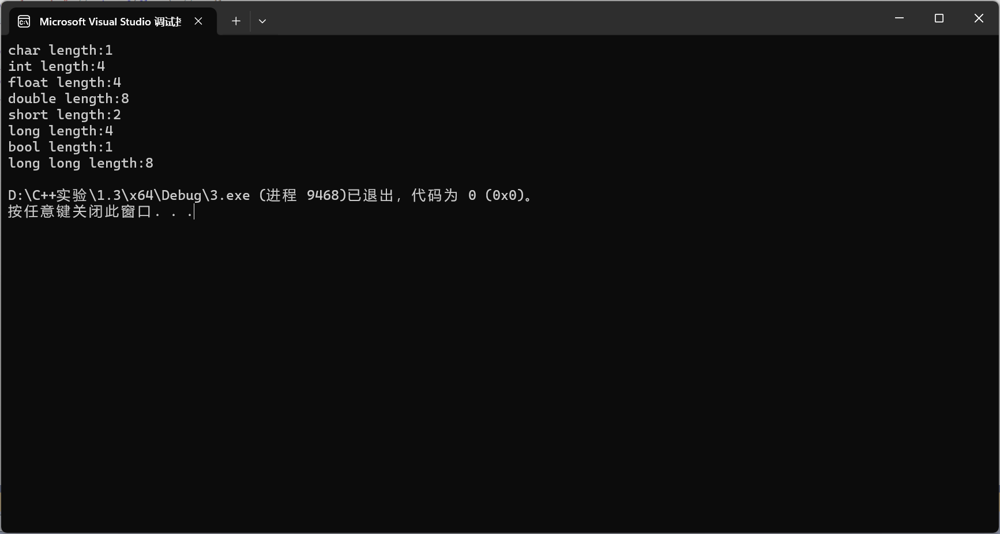 Microsoft Visual Studio 调试
char length:1
int length:4
float length:4
double length:8
short length:2
long length:4
bool length:1
long long length:8
D:\C++实验\1.3\x64\Debug\3.exe (进程 9468)已退出，代码为 0 (0x0)。
按任意键关闭此窗口. . .